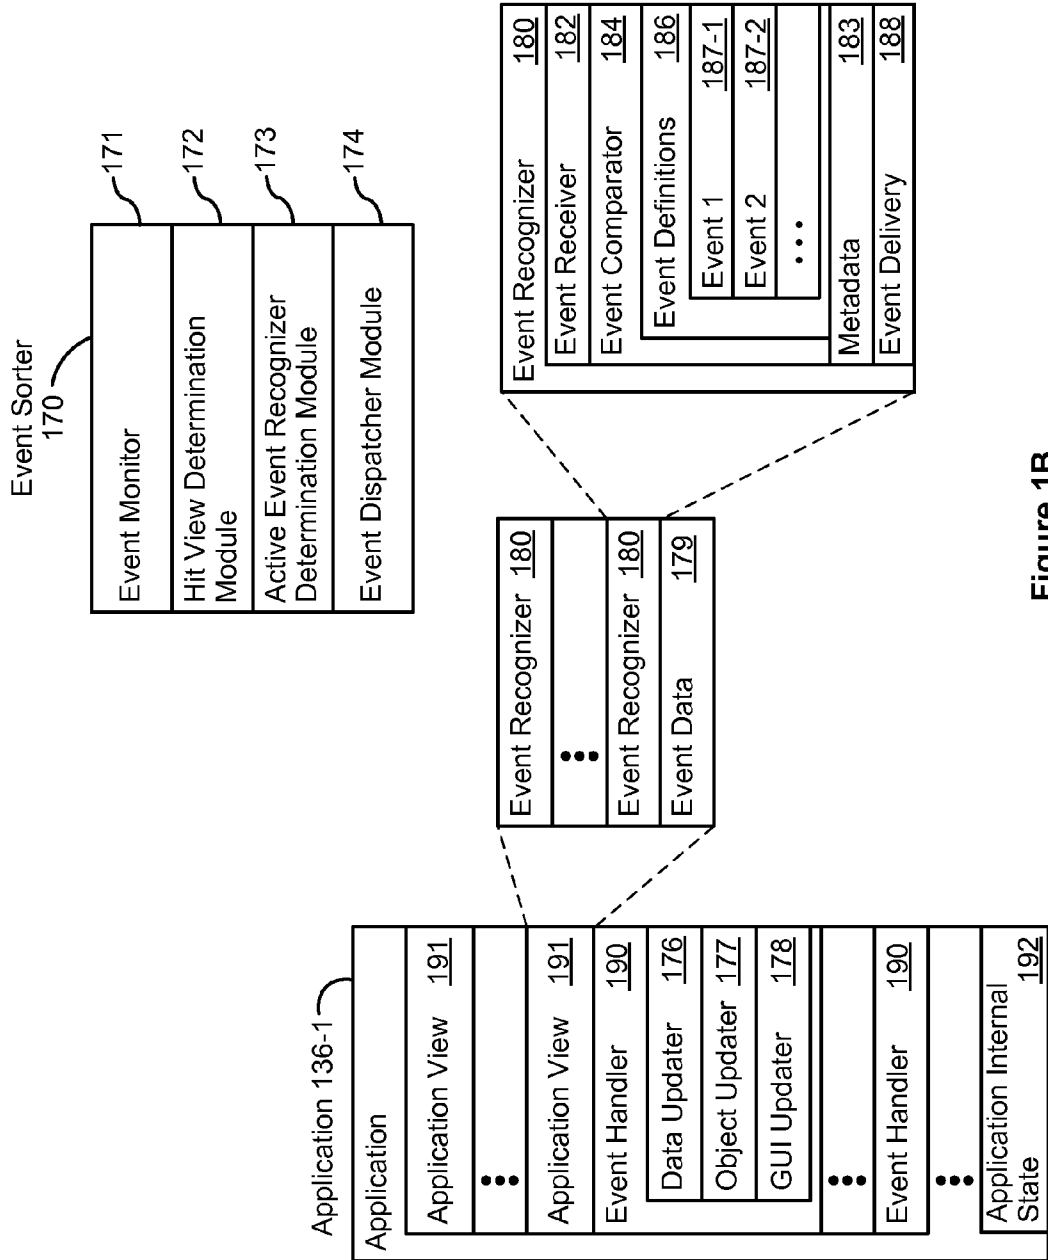 Event Sorter
170
Event Monitor
171
Hit View Determination
Module
172
Active Event Recognizer
Determination Module
173
Event Dispatcher Module
174
Application 136-1
Application
Application View 191
Application View 191
Event Handler 190
Data Updater 176
Object Updater 177
GUI Updater 178
Event Handler 190
Application Internal
State 192
Event Recognizer 180
Event Recognizer 180
Event Data 179
Event Recognizer 180
Event Receiver 182
Event Comparator 184
Event Definitions 186
Event 1 187-1
Event 2 187-2
Metadata 183
Event Delivery 188
Figure 1B